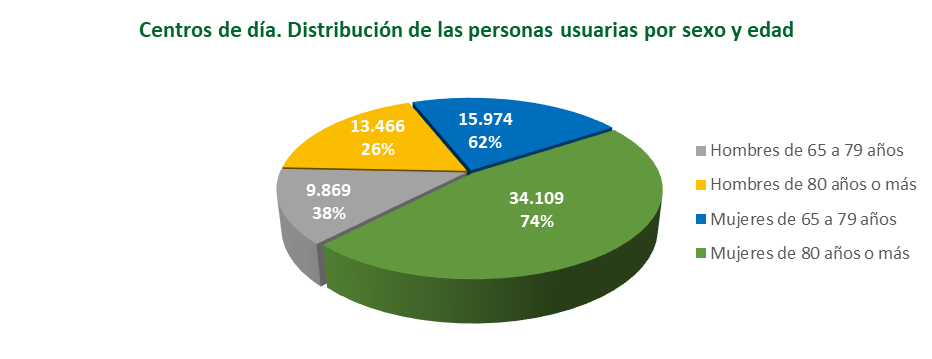 Centros de día. Distribución de las personas usuarias por sexo y edad
15.974
62%
13.466
26%
9.869
38%
34.109
74%
Hombres de 65 a 79 años
Hombres de 80 años o más
Mujeres de 65 a 79 años
Mujeres de 80 años o más